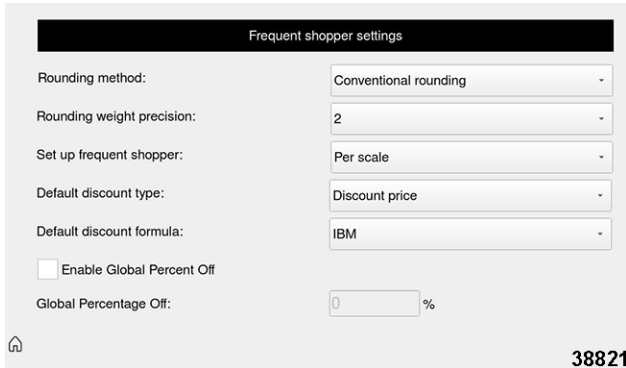 Frequent shopper settings
Rounding method: Conventional rounding
Rounding weight precision: 2
Set up frequent shopper: Per scale
Default discount type: Discount price
Default discount formula: IBM
Enable Global Percent Off
Global Percentage Off: 0 %
38821